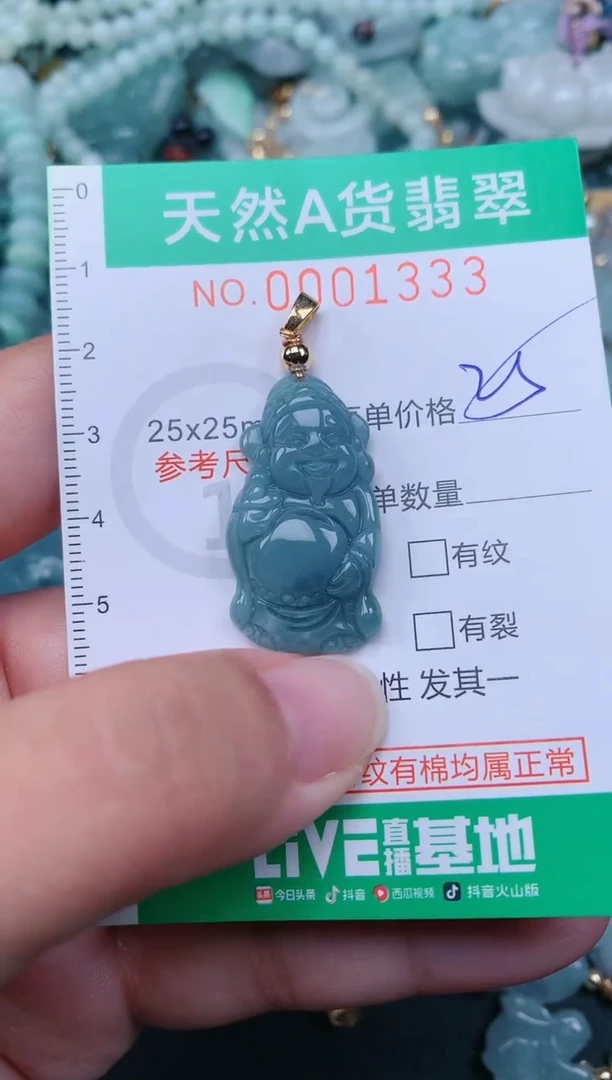 天然A货翡翠
0
NO.0001333
1
2
单价格
25x25m
3
参考尺
单数量
4
有纹
5
有裂
性 发其一
纹有棉均属正常
LIVE直播基地
头条 今日头条 抖音 西瓜视频 抖音火山版